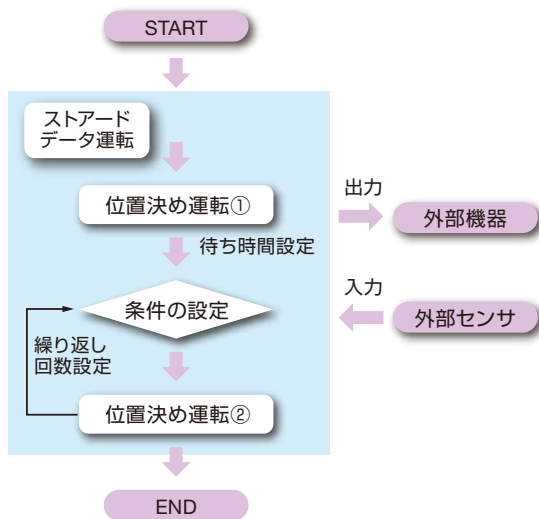 START
ストアード
データ運転
位置決め運転①
出力
外部機器
待ち時間設定
条件の設定
入力
外部センサ
繰り返し
回数設定
位置決め運転②
END